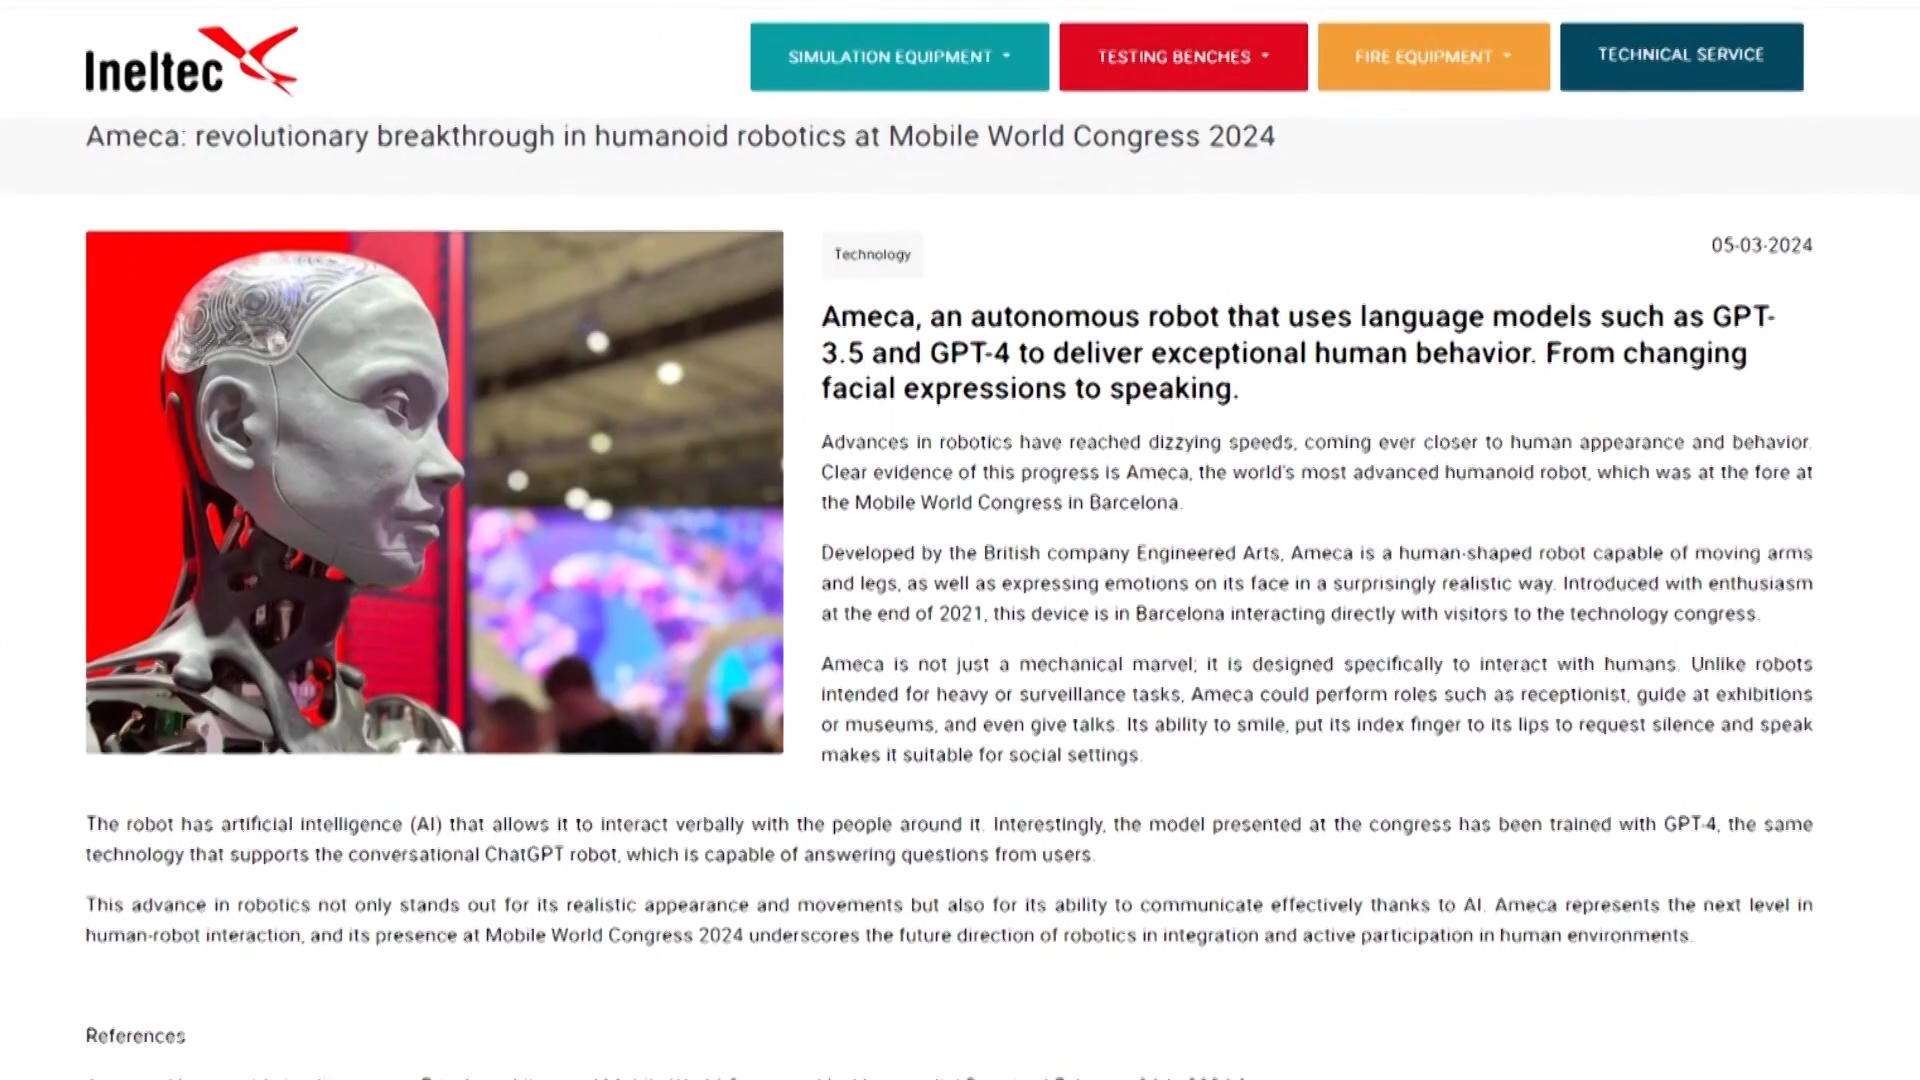 Ineltec
SIMULATION EQUIPMENT
TESTING BENCHES
FIRE EQUIPMENT
TECHNICAL SERVICE
Ameca: revolutionary breakthrough in humanoid robotics at Mobile World Congress 2024
Technology
05-03-2024
Ameca, an autonomous robot that uses language models such as GPT-
3.5 and GPT-4 to deliver exceptional human behavior. From changing
facial expressions to speaking.
Advances in robotics have reached dizzying speeds, coming ever closer to human appearance and behavior.
Clear evidence of this progress is Ameca, the world's most advanced humanoid robot, which was at the fore at
the Mobile World Congress in Barcelona.
Developed by the British company Engineered Arts, Ameca is a human-shaped robot capable of moving arms
and legs, as well as expressing emotions on its face in a surprisingly realistic way. Introduced with enthusiasm
at the end of 2021, this device is in Barcelona interacting directly with visitors to the technology congress.
Ameca is not just a mechanical marvel; it is designed specifically to interact with humans. Unlike robots
intended for heavy or surveillance tasks, Ameca could perform roles such as receptionist, guide at exhibitions
or museums, and even give talks. Its ability to smile, put its index finger to its lips to request silence and speak
makes it suitable for social settings.
The robot has artificial intelligence (AI) that allows it to interact verbally with the people around it. Interestingly, the model presented at the congress has been trained with GPT-4, the same
technology that supports the conversational ChatGPT robot, which is capable of answering questions from users.
This advance in robotics not only stands out for its realistic appearance and movements but also for its ability to communicate effectively thanks to AI. Ameca represents the next level in
human-robot interaction, and its presence at Mobile World Congress 2024 underscores the future direction of robotics in integration and active participation in human environments.
References